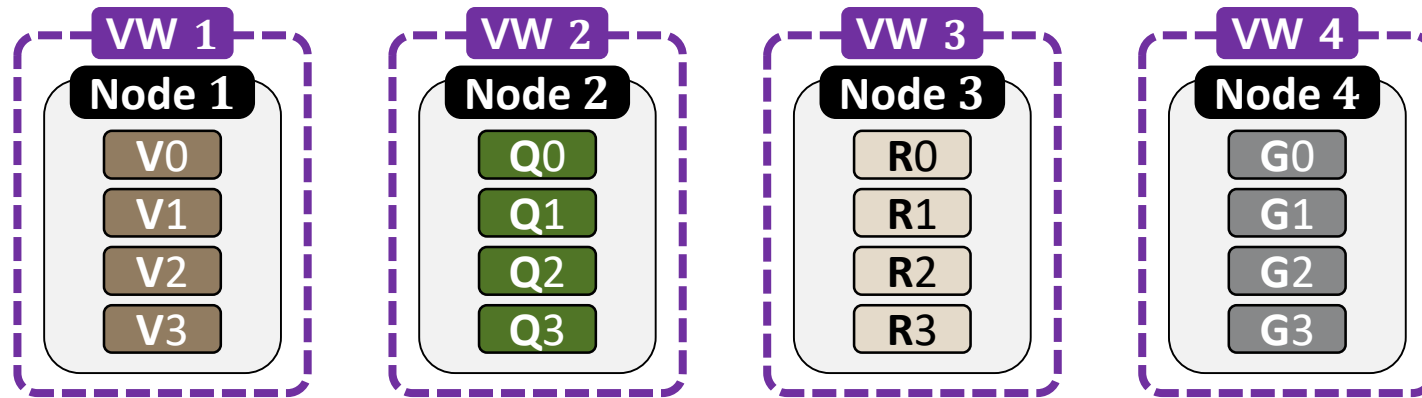 VW 1
VW 2
VW 3
VW 4
Node 1
Node 2
Node 3
Node 4
V0
Q0
R0
G0
V1
Q1
R1
G1
V2
Q2
R2
G2
V3
Q3
R3
G3